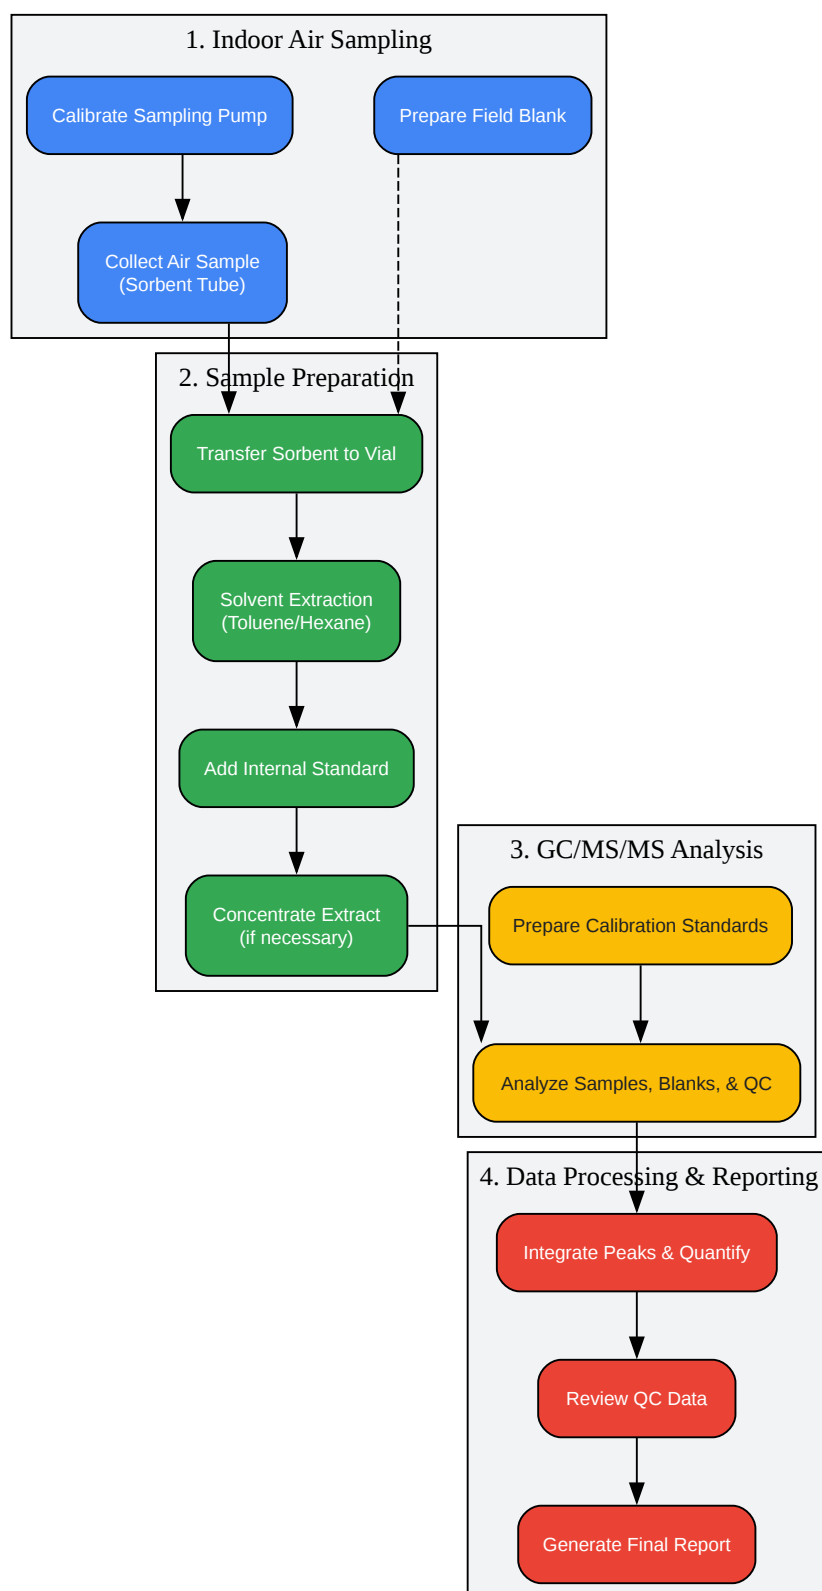 1. Indoor Air Sampling
Calibrate Sampling Pump
Prepare Field Blank
Collect Air Sample
(Sorbent Tube)
2. Sample Preparation
Transfer Sorbent to Vial
Solvent Extraction
(Toluene/Hexane)
Add Internal Standard
Concentrate Extract
(if necessary)
3. GC/MS/MS Analysis
Prepare Calibration Standards
Analyze Samples, Blanks, & QC
4. Data Processing & Reporting
Integrate Peaks & Quantify
Review QC Data
Generate Final Report